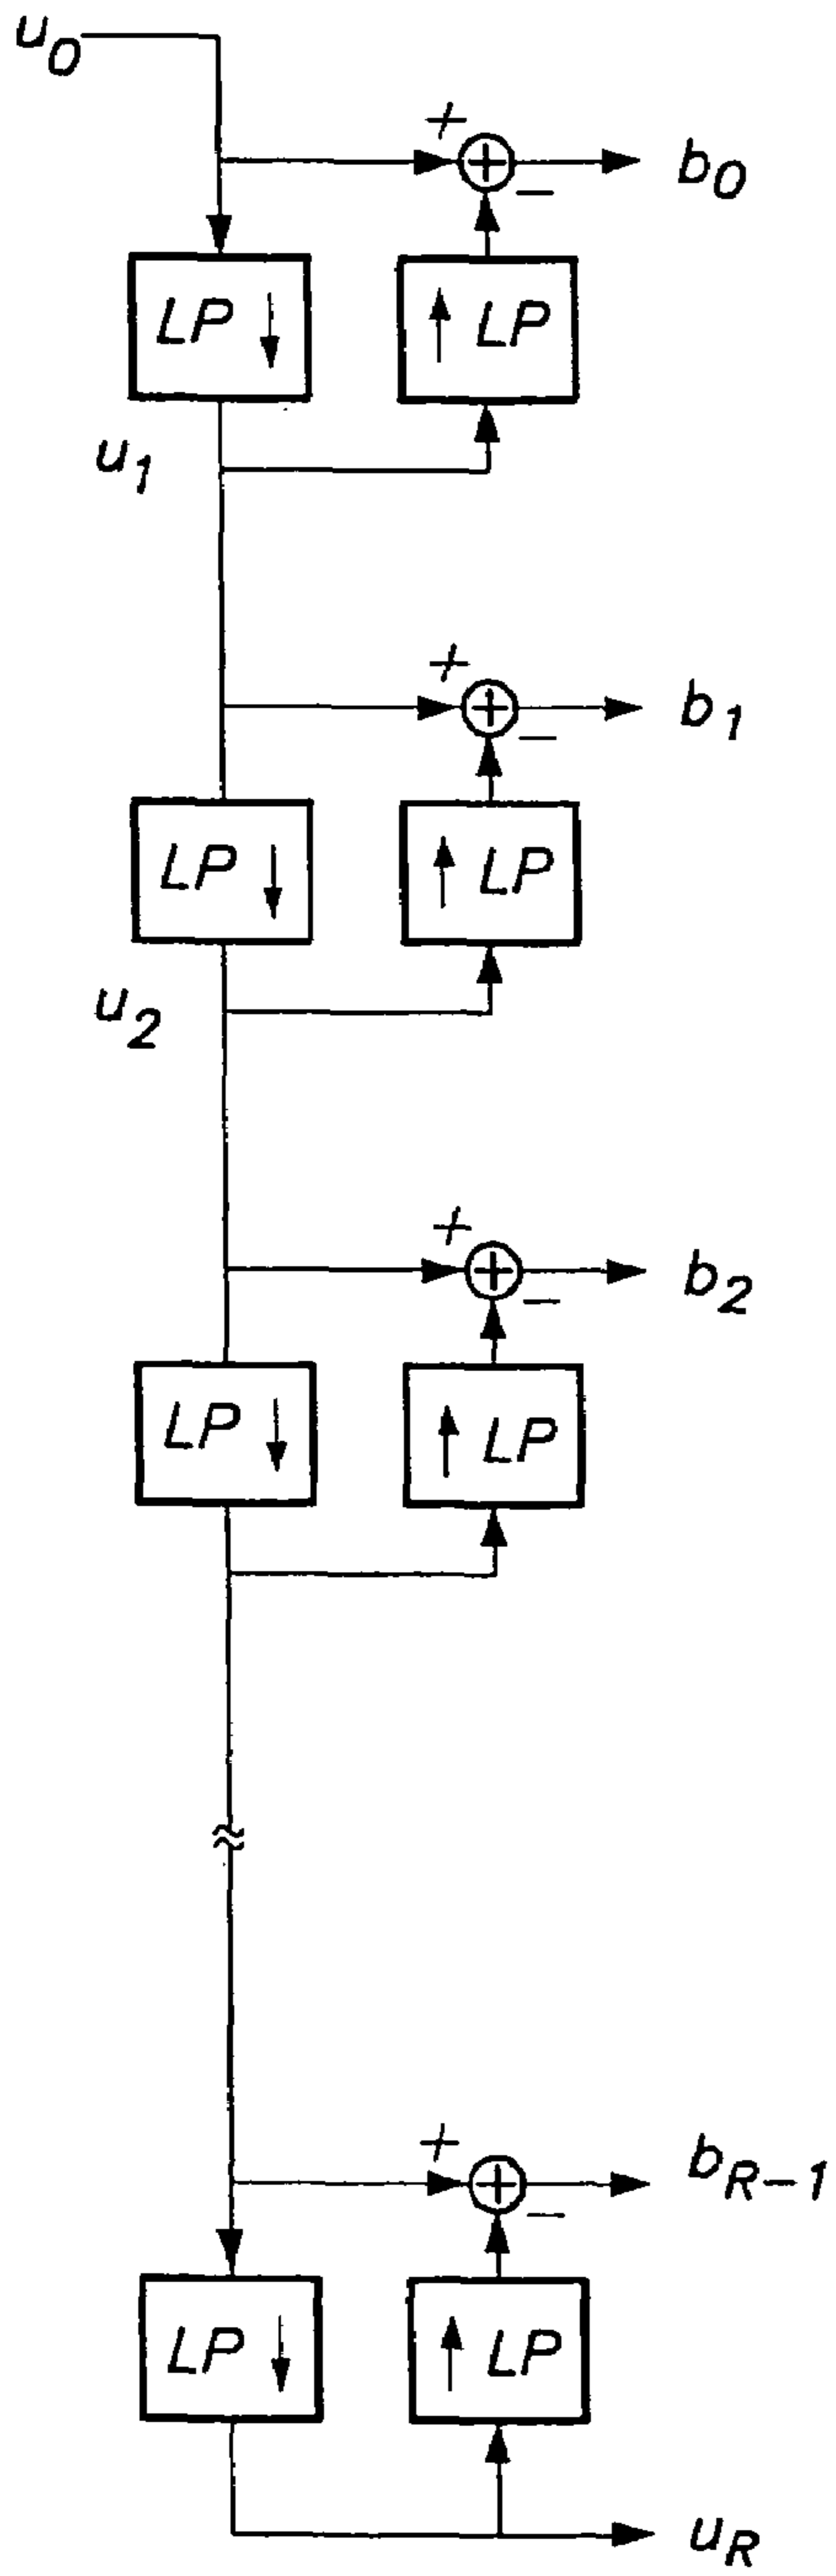 u0
+
+
b0
−
LP ↓
↑ LP
u1
+
+
b1
−
LP ↓
↑ LP
u2
+
+
b2
−
LP ↓
↑ LP
≈
+
+
bR−1
−
LP ↓
↑ LP
uR